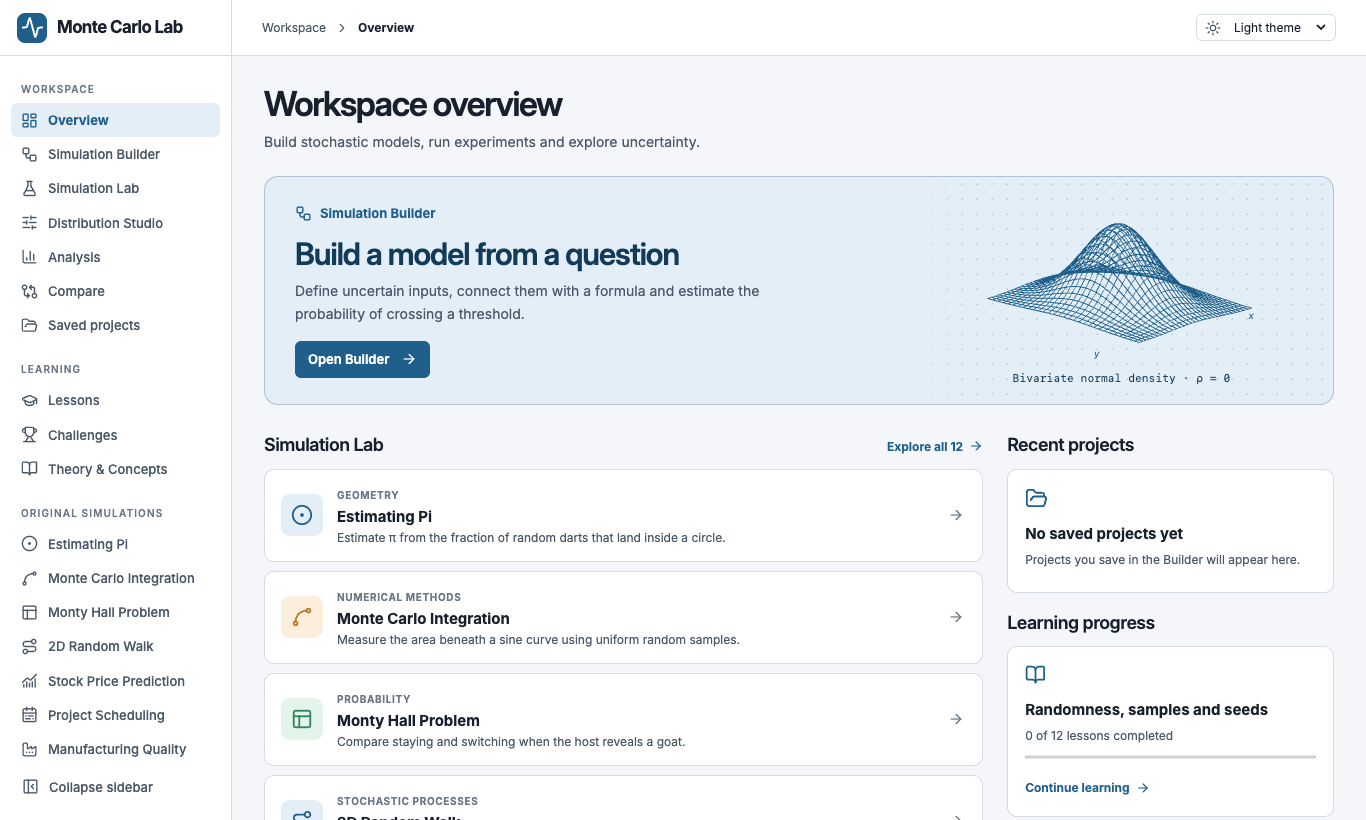 Monte Carlo Lab
Workspace
Overview
Light theme
WORKSPACE
Overview
Simulation Builder
Simulation Lab
Distribution Studio
Analysis
Compare
Saved projects
LEARNING
Lessons
Challenges
Theory & Concepts
ORIGINAL SIMULATIONS
Estimating Pi
Monte Carlo Integration
Monty Hall Problem
2D Random Walk
Stock Price Prediction
Project Scheduling
Manufacturing Quality
Collapse sidebar
Workspace overview
Build stochastic models, run experiments and explore uncertainty.
Simulation Builder
Build a model from a question
Define uncertain inputs, connect them with a formula and estimate the
probability of crossing a threshold.
Open Builder
x
y
Bivariate normal density · ρ = 0
Simulation Lab
Explore all 12
GEOMETRY
Estimating Pi
Estimate π from the fraction of random darts that land inside a circle.
NUMERICAL METHODS
Monte Carlo Integration
Measure the area beneath a sine curve using uniform random samples.
PROBABILITY
Monty Hall Problem
Compare staying and switching when the host reveals a goat.
STOCHASTIC PROCESSES
2D Random Walk
Recent projects
No saved projects yet
Projects you save in the Builder will appear here.
Learning progress
Randomness, samples and seeds
0 of 12 lessons completed
Continue learning